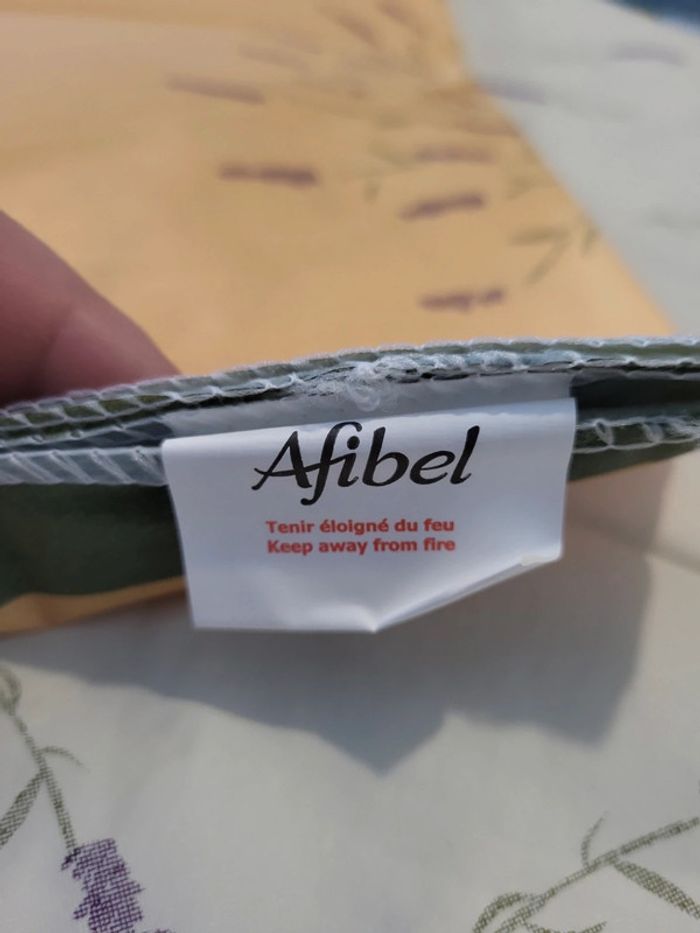 Afibel
Tenir éloigné du feu
Keep away from fire